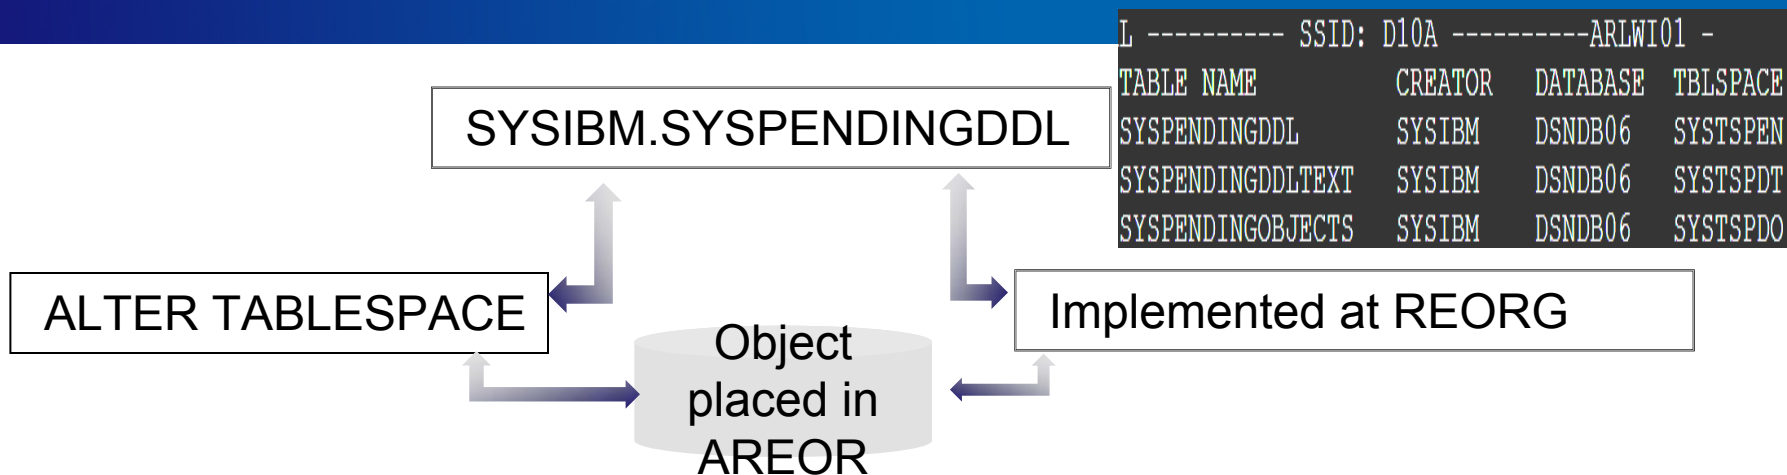 L ---------- SSID: D10A ----------ARLWI01 -
TABLE NAME CREATOR DATABASE TBLSPACE
SYSPENDINGDDL SYSIBM DSNDB06 SYSTSPEN
SYSPENDINGDDLTEXT SYSIBM DSNDB06 SYSTSPDT
SYSPENDINGOBJECTS SYSIBM DSNDB06 SYSTSPDO
SYSIBM.SYSPENDINGDDL
ALTER TABLESPACE
Implemented at REORG
Object
placed in
AREOR